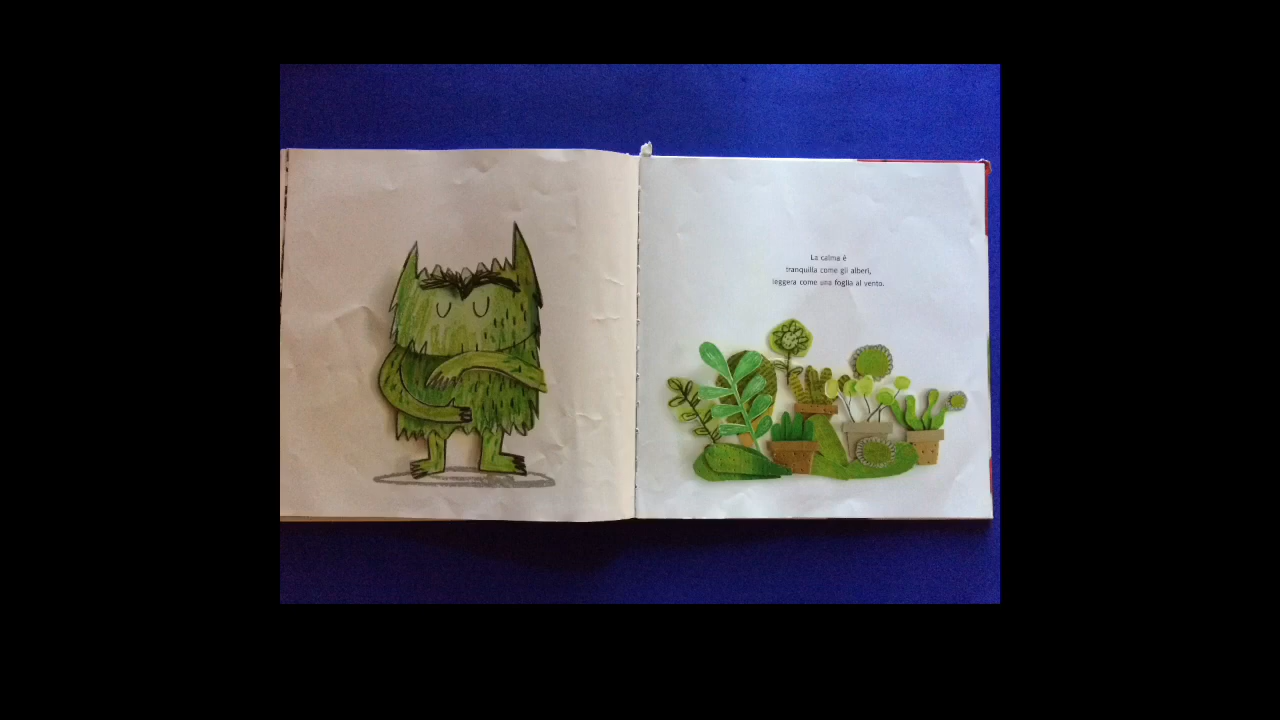 La calma è
tranquilla come gli alberi,
leggera come una foglia al vento.